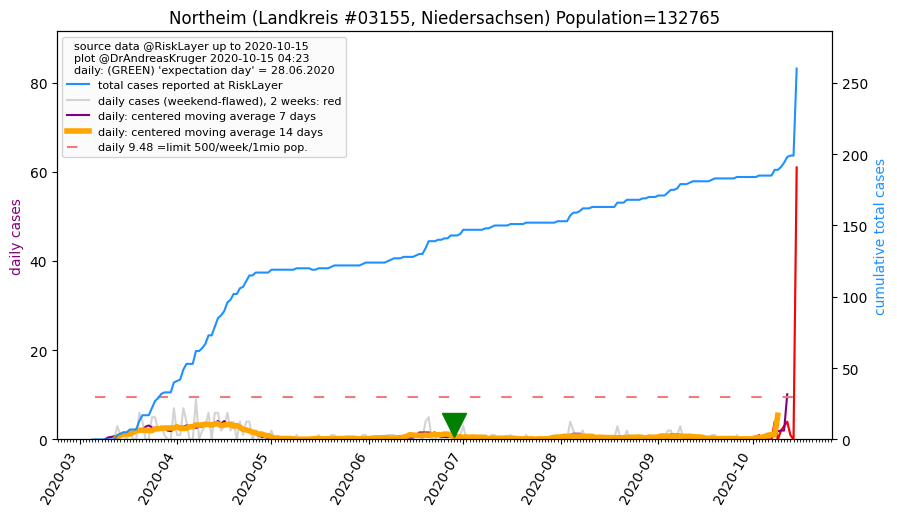 Northeim (Landkreis #03155, Niedersachsen) Population=132765
source data @RiskLayer up to 2020-10-15
plot @DrAndreasKruger 2020-10-15 04:23
daily: (GREEN) 'expectation day' = 28.06.2020
total cases reported at RiskLayer
daily cases (weekend-flawed), 2 weeks: red
daily: centered moving average 7 days
daily: centered moving average 14 days
daily 9.48 =limit 500/week/1mio pop.
daily cases
80
60
40
20
0
cumulative total cases
250
200
150
100
50
0
2020-03
2020-04
2020-05
2020-06
2020-07
2020-08
2020-09
2020-10